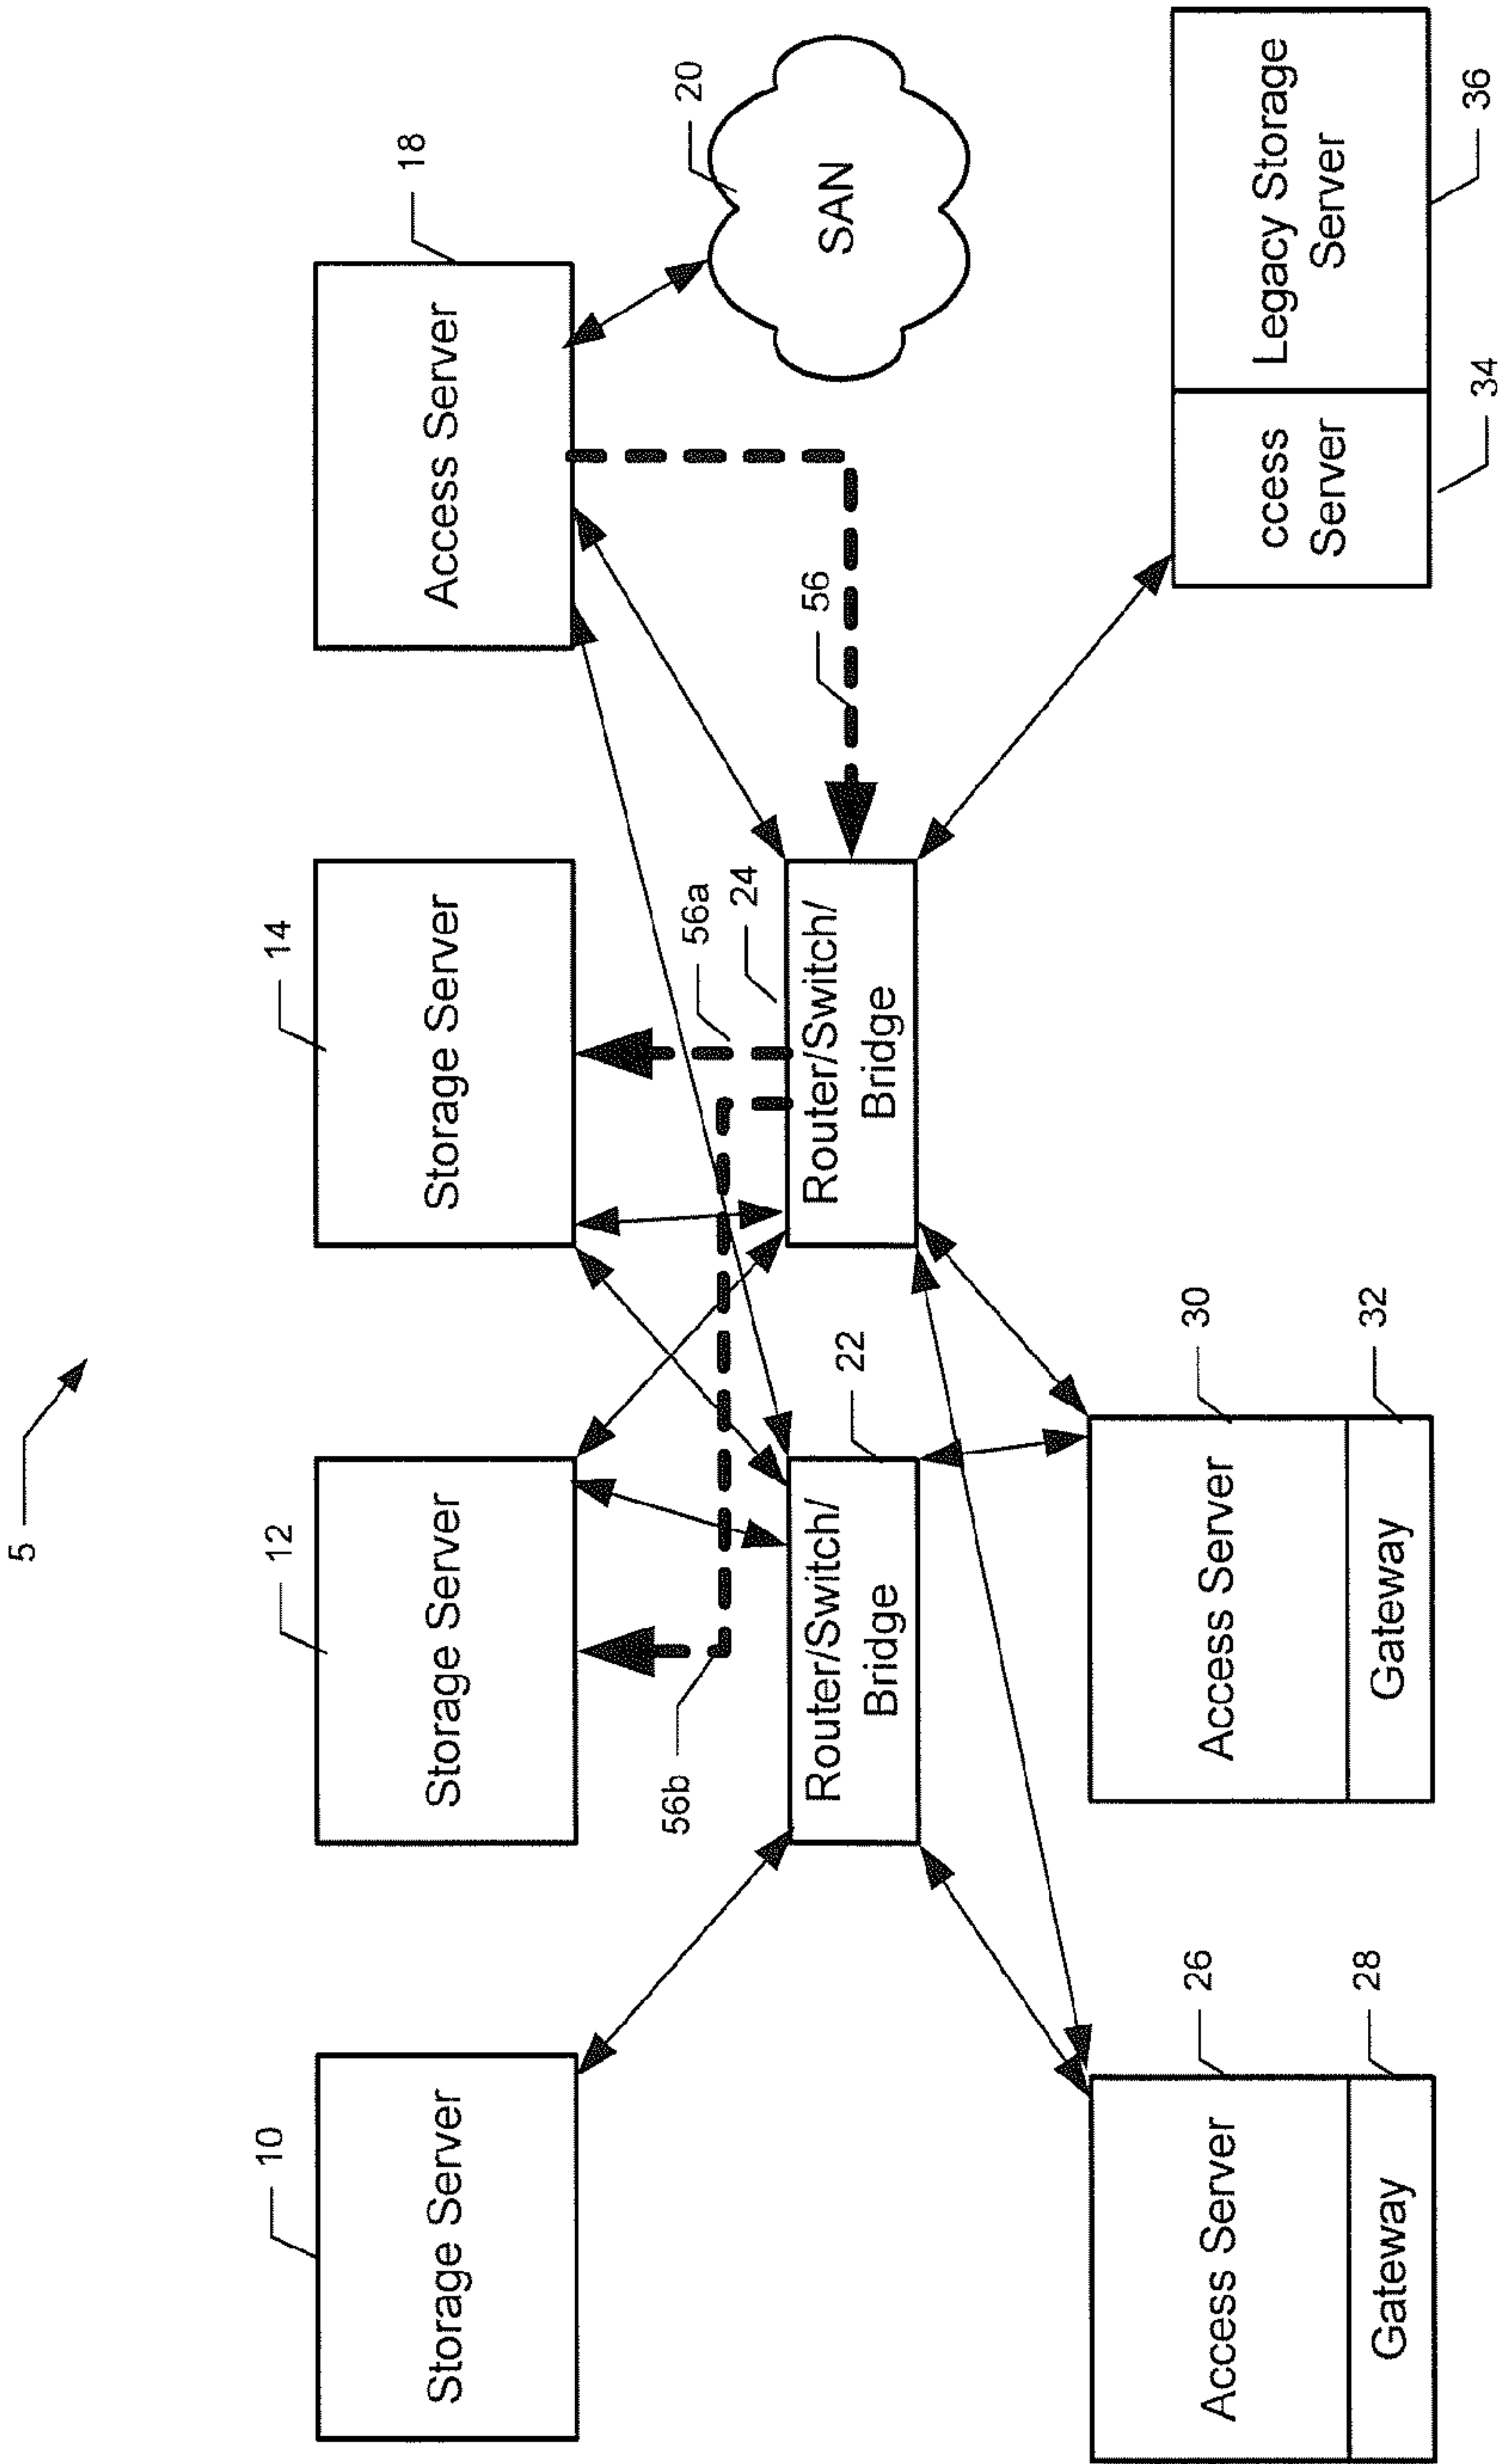 5
10
Storage Server
12
Storage Server
14
Storage Server
18
Access Server
56b
56a
20
SAN
Router/Switch/
Bridge
22
Router/Switch/
Bridge
24
56
Access Server
26
Gateway
28
Access Server
30
Gateway
32
ccess
Server
34
Legacy Storage
Server
36